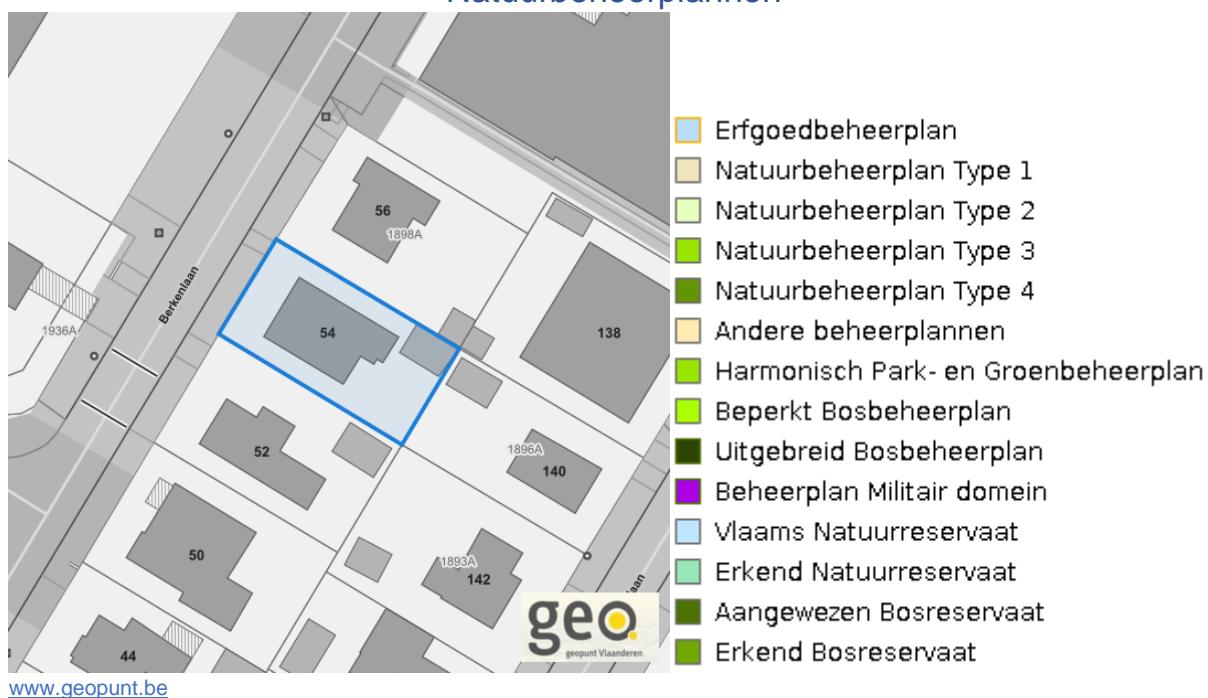 Natuurbeheerplannen
56
1898A
Berkenlaan
54
138
1936A
52
1896A
140
50
1893A
142
laan
44
geo
geopunt Vlaanderen
Erfgoedbeheerplan
Natuurbeheerplan Type 1
Natuurbeheerplan Type 2
Natuurbeheerplan Type 3
Natuurbeheerplan Type 4
Andere beheerplannen
Harmonisch Park- en Groenbeheerplan
Beperkt Bosbeheerplan
Uitgebreid Bosbeheerplan
Beheerplan Militair domein
Vlaams Natuurreservaat
Erkend Natuurreservaat
Aangewezen Bosreservaat
Erkend Bosreservaat
www.geopunt.be